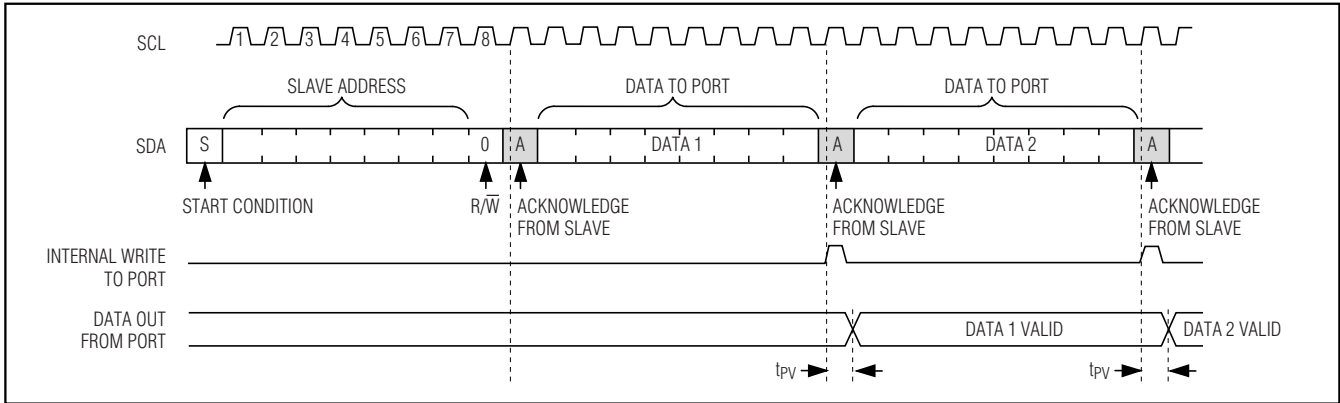 SCL 1 2 3 4 5 6 7 8
SLAVE ADDRESS DATA TO PORT DATA TO PORT
SDA S 0 A DATA 1 A DATA 2 A
START CONDITION R/W̅ ACKNOWLEDGE FROM SLAVE ACKNOWLEDGE FROM SLAVE ACKNOWLEDGE FROM SLAVE
INTERNAL WRITE
TO PORT
DATA OUT
FROM PORT
DATA 1 VALID DATA 2 VALID
tPV tPV